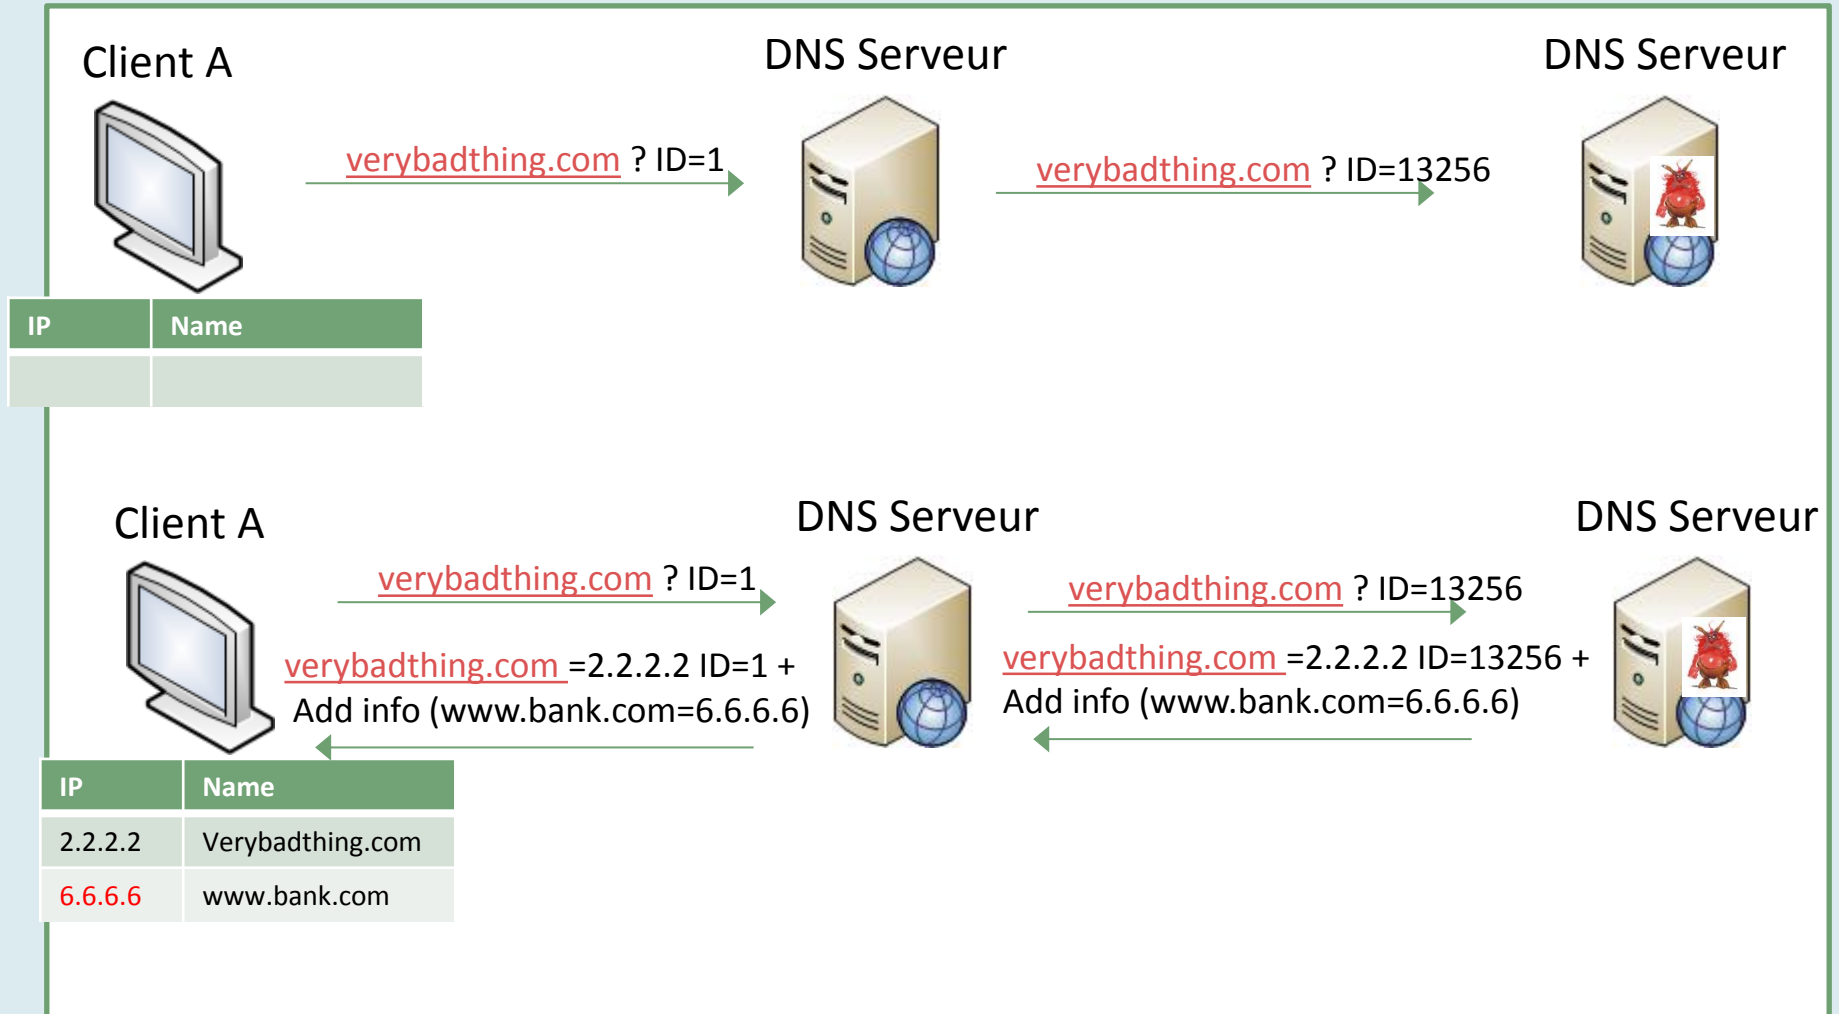 Client A
DNS Serveur
DNS Serveur
verybadthing.com ? ID=1
verybadthing.com ? ID=13256
IP Name
Client A
DNS Serveur
DNS Serveur
verybadthing.com ? ID=1
verybadthing.com ? ID=13256
verybadthing.com =2.2.2.2 ID=1 +
Add info (www.bank.com=6.6.6.6)
verybadthing.com =2.2.2.2 ID=13256 +
Add info (www.bank.com=6.6.6.6)
IP Name
2.2.2.2 Verybadthing.com
6.6.6.6 www.bank.com